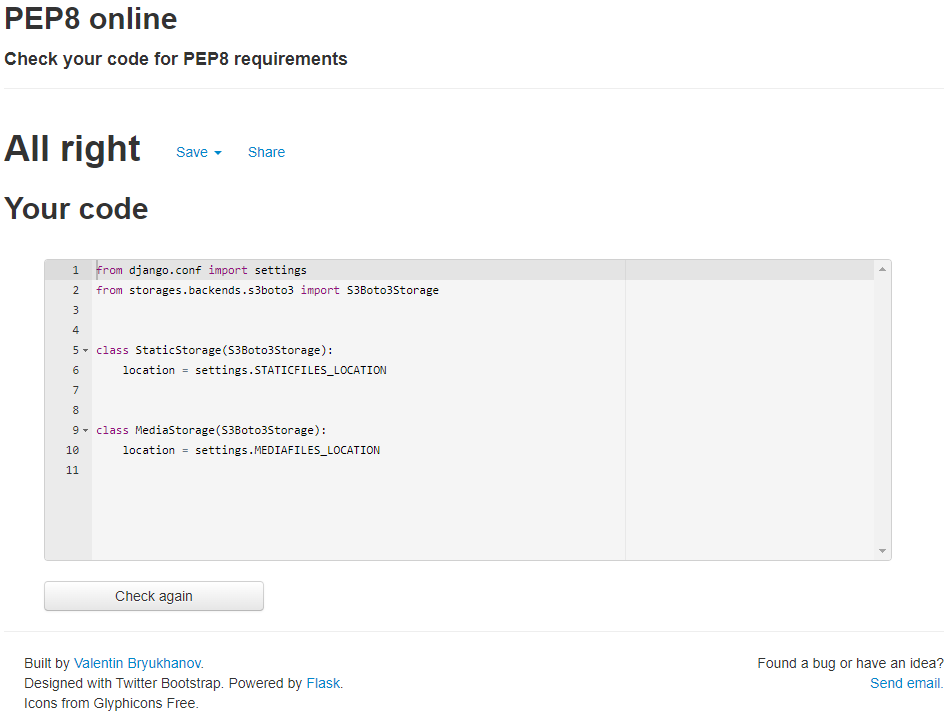 PEP8 online
Check your code for PEP8 requirements
All right Save Share
Your code
1 from django.conf import settings
2 from storages.backends.s3boto3 import S3Boto3Storage
3
4
5 class StaticStorage(S3Boto3Storage):
6     location = settings.STATICFILES_LOCATION
7
8
9 class MediaStorage(S3Boto3Storage):
10     location = settings.MEDIAFILES_LOCATION
11
Check again
Built by Valentin Bryukhanov. Found a bug or have an idea?
Designed with Twitter Bootstrap. Powered by Flask. Send email.
Icons from Glyphicons Free.